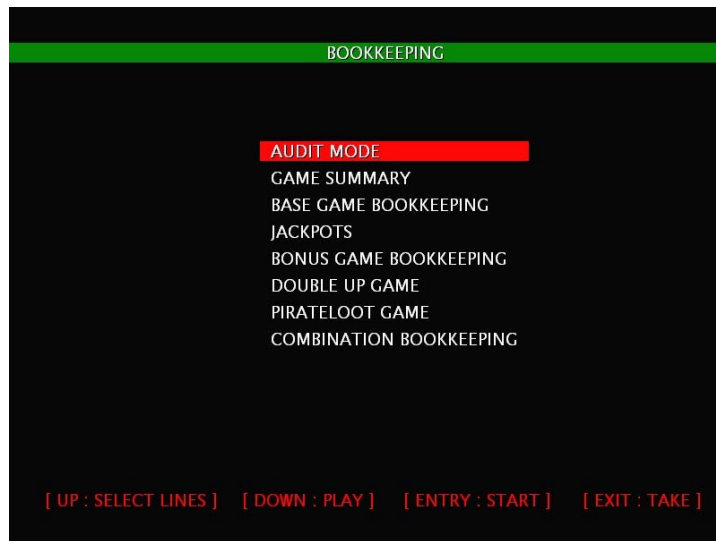 BOOKKEEPING
AUDIT MODE
GAME SUMMARY
BASE GAME BOOKKEEPING
JACKPOTS
BONUS GAME BOOKKEEPING
DOUBLE UP GAME
PIRATELOOT GAME
COMBINATION BOOKKEEPING
[ UP : SELECT LINES ] [ DOWN : PLAY ] [ ENTRY : START ] [ EXIT : TAKE ]